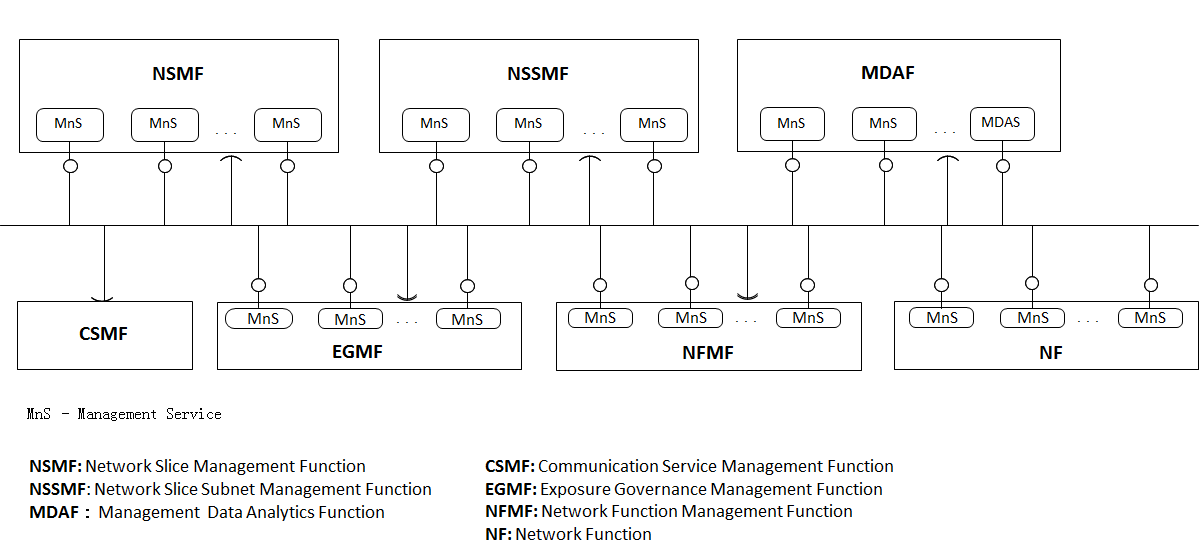 NSMF
NSSMF
MDAF
MnS MnS . . . MnS
MnS MnS . . . MnS
MnS MnS . . . MDAS
CSMF
MnS MnS . . . MnS
EGMF
MnS MnS . . . MnS
NFMF
MnS MnS . . . MnS
NF
MnS - Management Service
NSMF: Network Slice Management Function
NSSMF: Network Slice Subnet Management Function
MDAF : Management Data Analytics Function
CSMF: Communication Service Management Function
EGMF: Exposure Governance Management Function
NFMF: Network Function Management Function
NF: Network Function